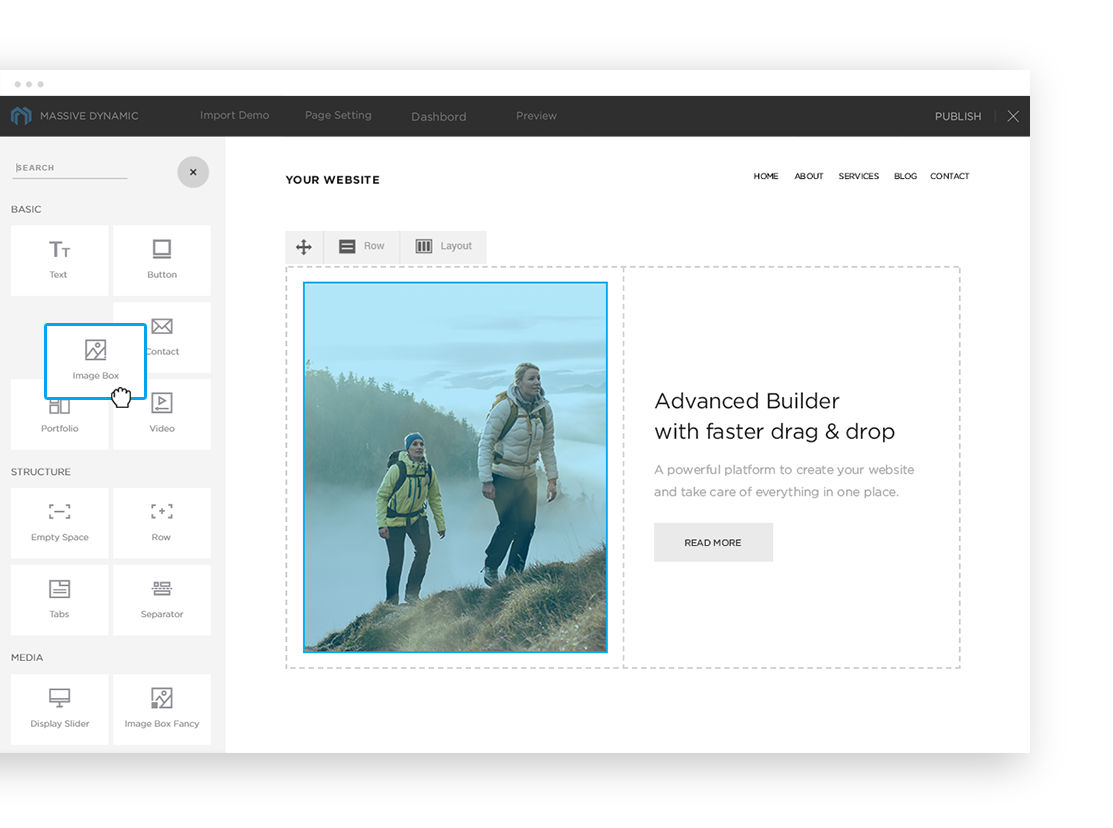 MASSIVE DYNAMIC
Import Demo
Page Setting
Dashbord
Preview
PUBLISH
SEARCH
BASIC
Text
Button
Image Box
Contact
Portfolio
Video
STRUCTURE
Empty Space
Row
Tabs
Separator
MEDIA
Display Slider
Image Box Fancy
YOUR WEBSITE
HOME
ABOUT
SERVICES
BLOG
CONTACT
Row
Layout
Advanced Builder
with faster drag & drop
A powerful platform to create your website
and take care of everything in one place.
READ MORE